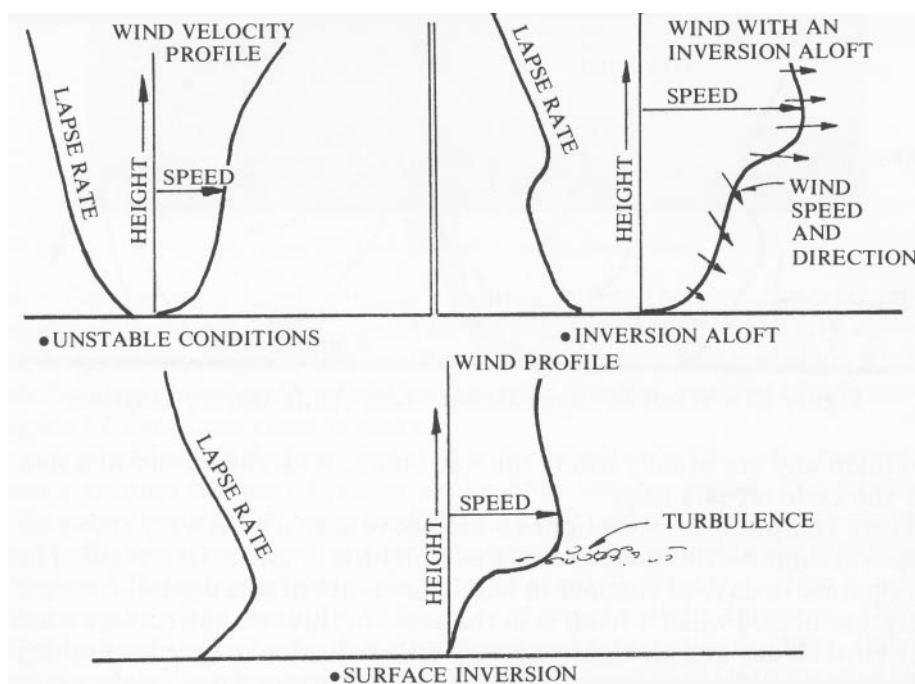 WIND VELOCITY
PROFILE
LAPSE RATE
HEIGHT
SPEED
• UNSTABLE CONDITIONS
LAPSE RATE
WIND WITH AN
INVERSION ALOFT
HEIGHT
SPEED
WIND
SPEED
AND
DIRECTION
• INVERSION ALOFT
WIND PROFILE
LAPSE RATE
HEIGHT
SPEED
TURBULENCE
• SURFACE INVERSION